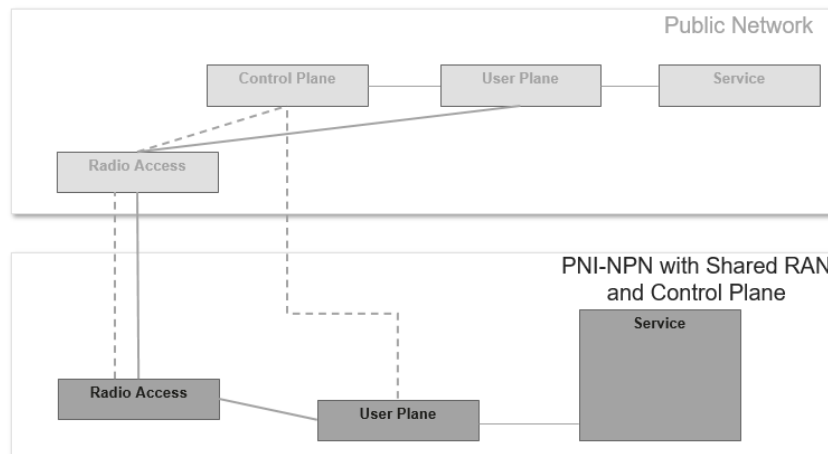 Public Network
Control Plane
User Plane
Service
Radio Access
PNI-NPN with Shared RAN
and Control Plane
Service
Radio Access
User Plane